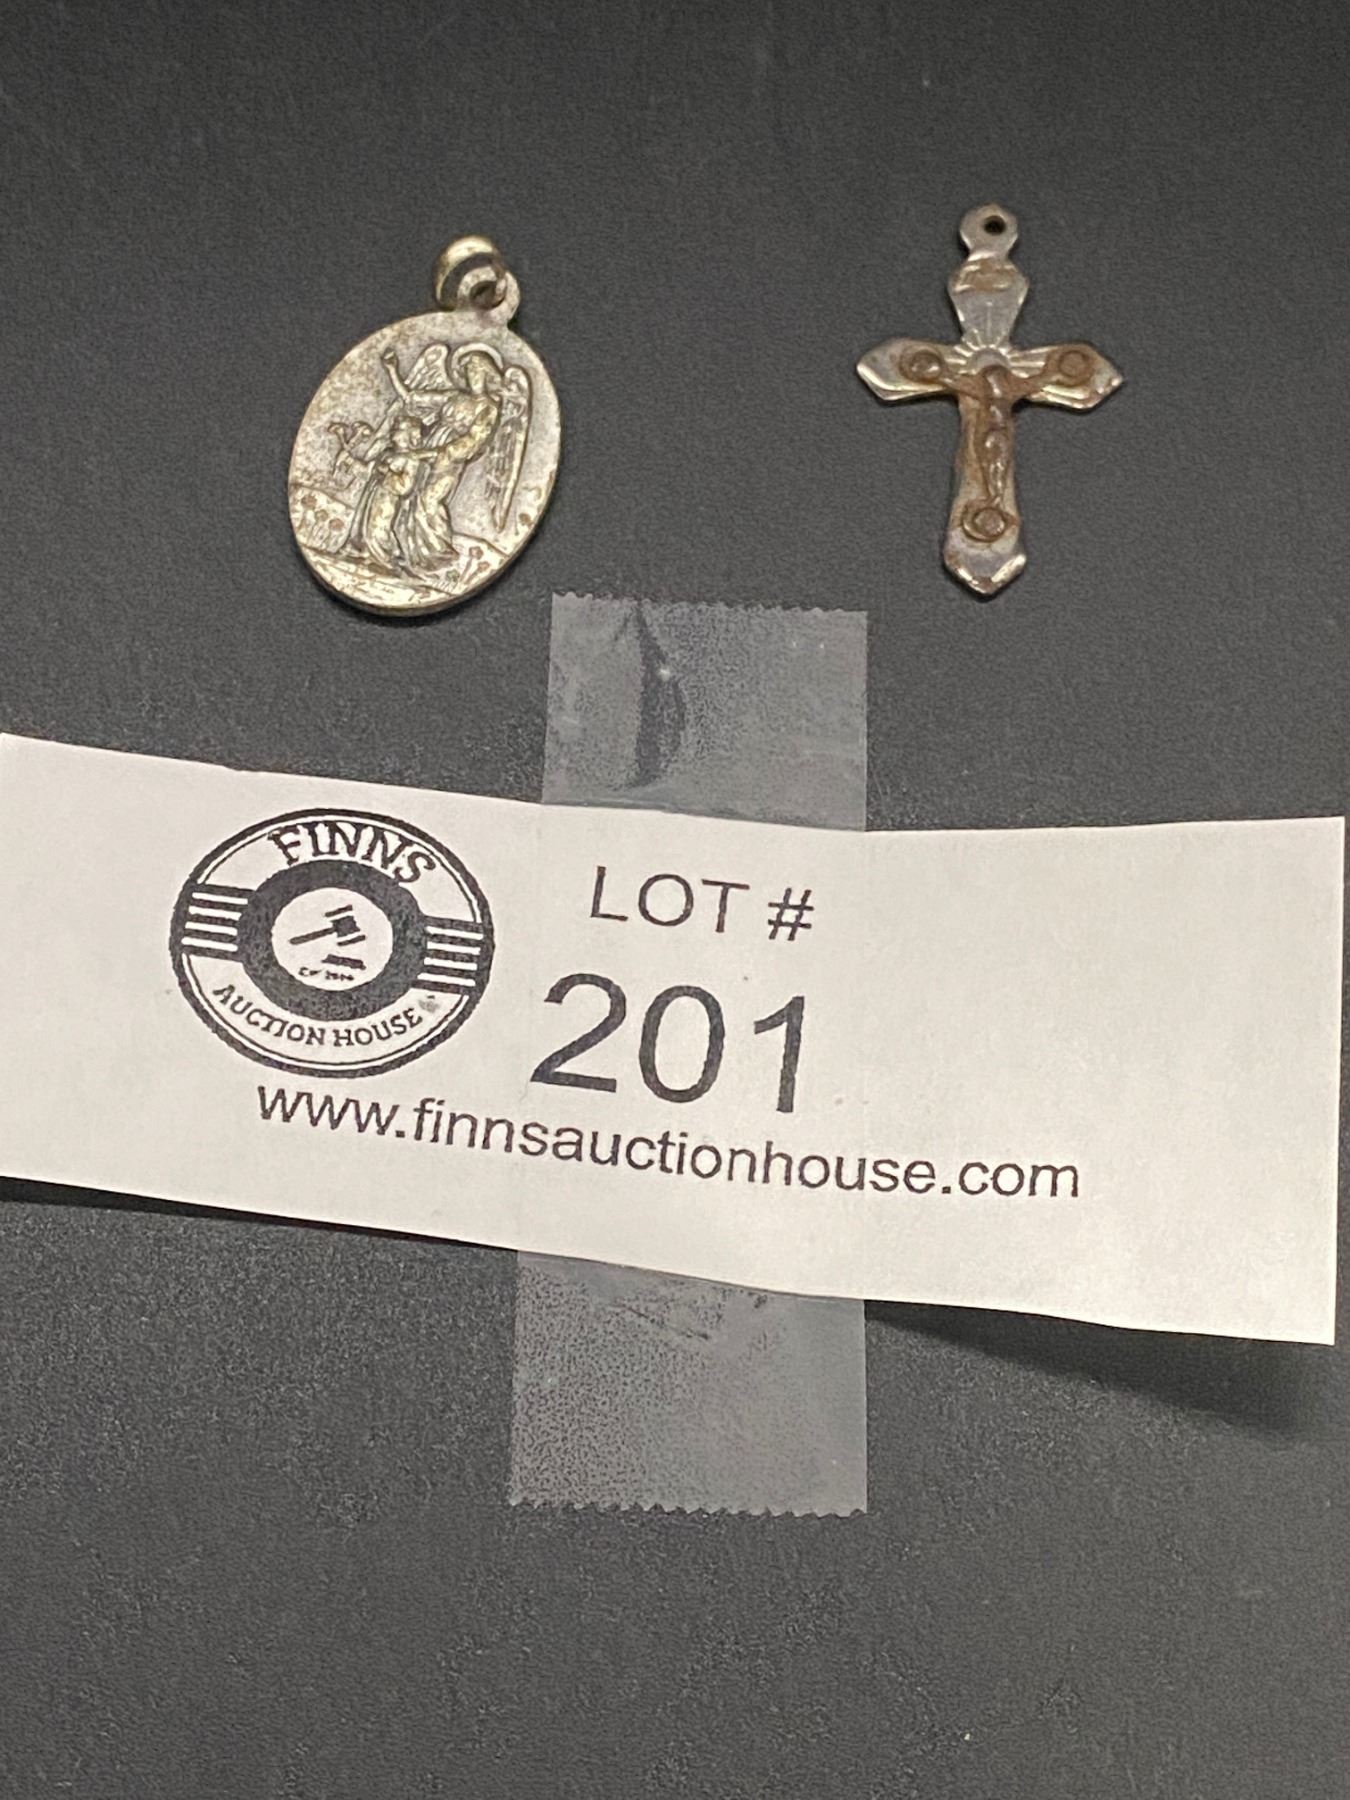 FINNS
AUCTION HOUSE
LOT #
201
www.finnsauctionhouse.com